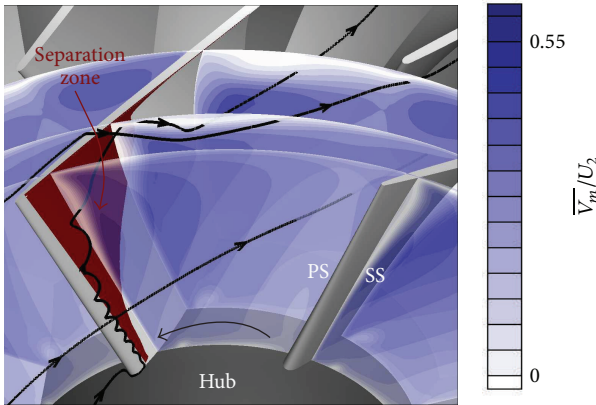 Separation
zone
PS
SS
Hub
0.55
0
V̅m̅/U2